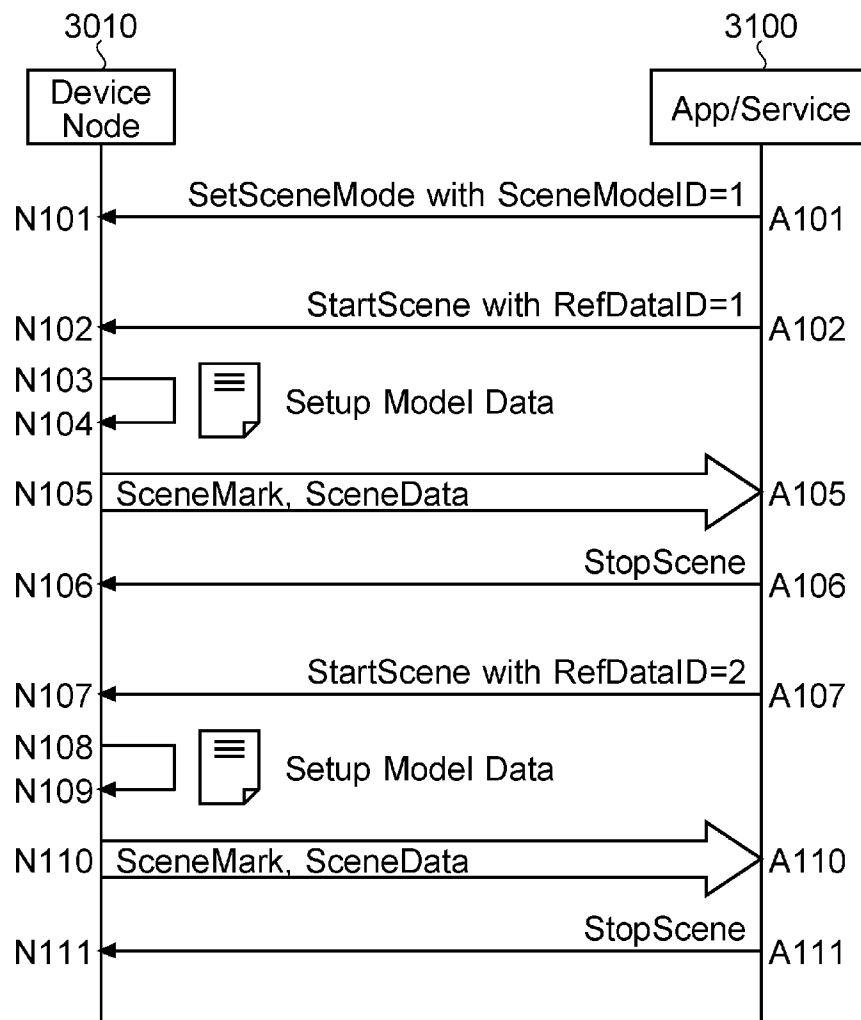 3010
3100
Device
Node
App/Service
SetSceneMode with SceneModeID=1
N101
A101
StartScene with RefDataID=1
N102
A102
N103
Setup Model Data
N104
N105
SceneMark, SceneData
A105
StopScene
N106
A106
StartScene with RefDataID=2
N107
A107
N108
Setup Model Data
N109
N110
SceneMark, SceneData
A110
StopScene
N111
A111